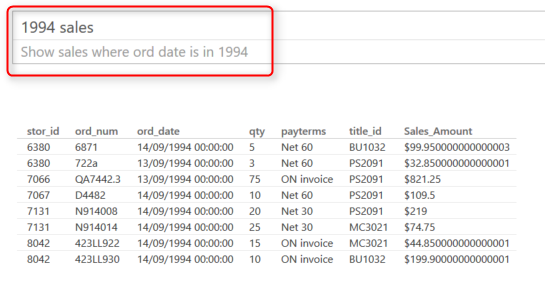 1994 sales
Show sales where ord date is in 1994
stor_id ord_num ord_date qty payterms title_id Sales_Amount
6380 6871 14/09/1994 00:00:00 5 Net 60 BU1032 $99.950000000000003
6380 722a 13/09/1994 00:00:00 3 Net 60 PS2091 $32.850000000000001
7066 QA7442.3 13/09/1994 00:00:00 75 ON invoice PS2091 $821.25
7067 D4482 14/09/1994 00:00:00 10 Net 60 PS2091 $109.5
7131 N914008 14/09/1994 00:00:00 20 Net 30 PS2091 $219
7131 N914014 14/09/1994 00:00:00 25 Net 30 MC3021 $74.75
8042 423LL922 14/09/1994 00:00:00 15 ON invoice MC3021 $44.850000000000001
8042 423LL930 14/09/1994 00:00:00 10 ON invoice BU1032 $199.90000000000001